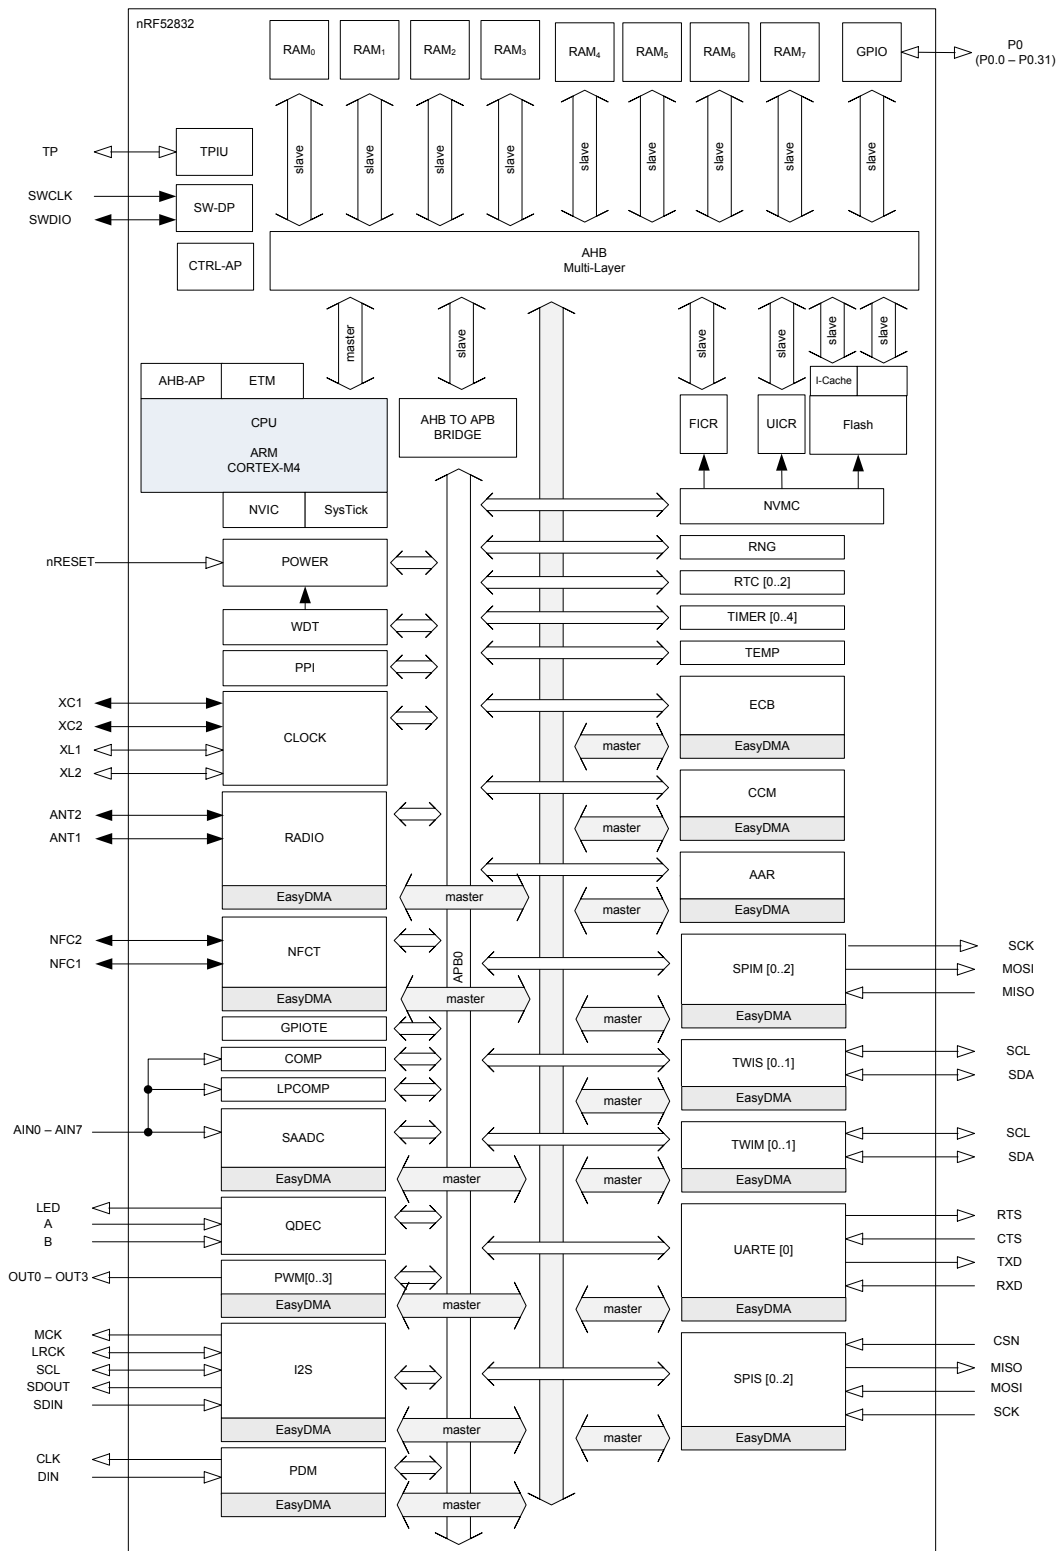 nRF52832
RAM0
RAM1
RAM2
RAM3
RAM4
RAM5
RAM6
RAM7
GPIO
P0
(P0.0 – P0.31)
slave
slave
slave
slave
slave
slave
slave
slave
slave
TP
TPIU
SWCLK
SWDIO
SW-DP
CTRL-AP
AHB
Multi-Layer
master
slave
slave
slave
slave
slave
AHB-AP
ETM
CPU
ARM
CORTEX-M4
NVIC
SysTick
AHB TO APB
BRIDGE
FICR
UICR
I-Cache
Flash
NVMC
nRESET
POWER
RNG
RTC [0..2]
WDT
TIMER [0..4]
PPI
TEMP
XC1
XC2
XL1
XL2
CLOCK
ECB
master
EasyDMA
ANT2
ANT1
RADIO
EasyDMA
master
CCM
master
EasyDMA
AAR
master
EasyDMA
NFC2
NFC1
NFCT
EasyDMA
master
APB0
SPIM [0..2]
master
EasyDMA
SCK
MOSI
MISO
GPIOTE
COMP
LPCOMP
AIN0 – AIN7
SAADC
EasyDMA
master
TWIS [0..1]
master
EasyDMA
SCL
SDA
TWIM [0..1]
master
EasyDMA
SCL
SDA
LED
A
B
QDEC
OUT0 – OUT3
PWM[0..3]
EasyDMA
master
UARTE [0]
master
EasyDMA
RTS
CTS
TXD
RXD
MCK
LRCK
SCL
SDOUT
SDIN
I2S
EasyDMA
master
SPIS [0..2]
master
EasyDMA
CSN
MISO
MOSI
SCK
CLK
DIN
PDM
EasyDMA
master